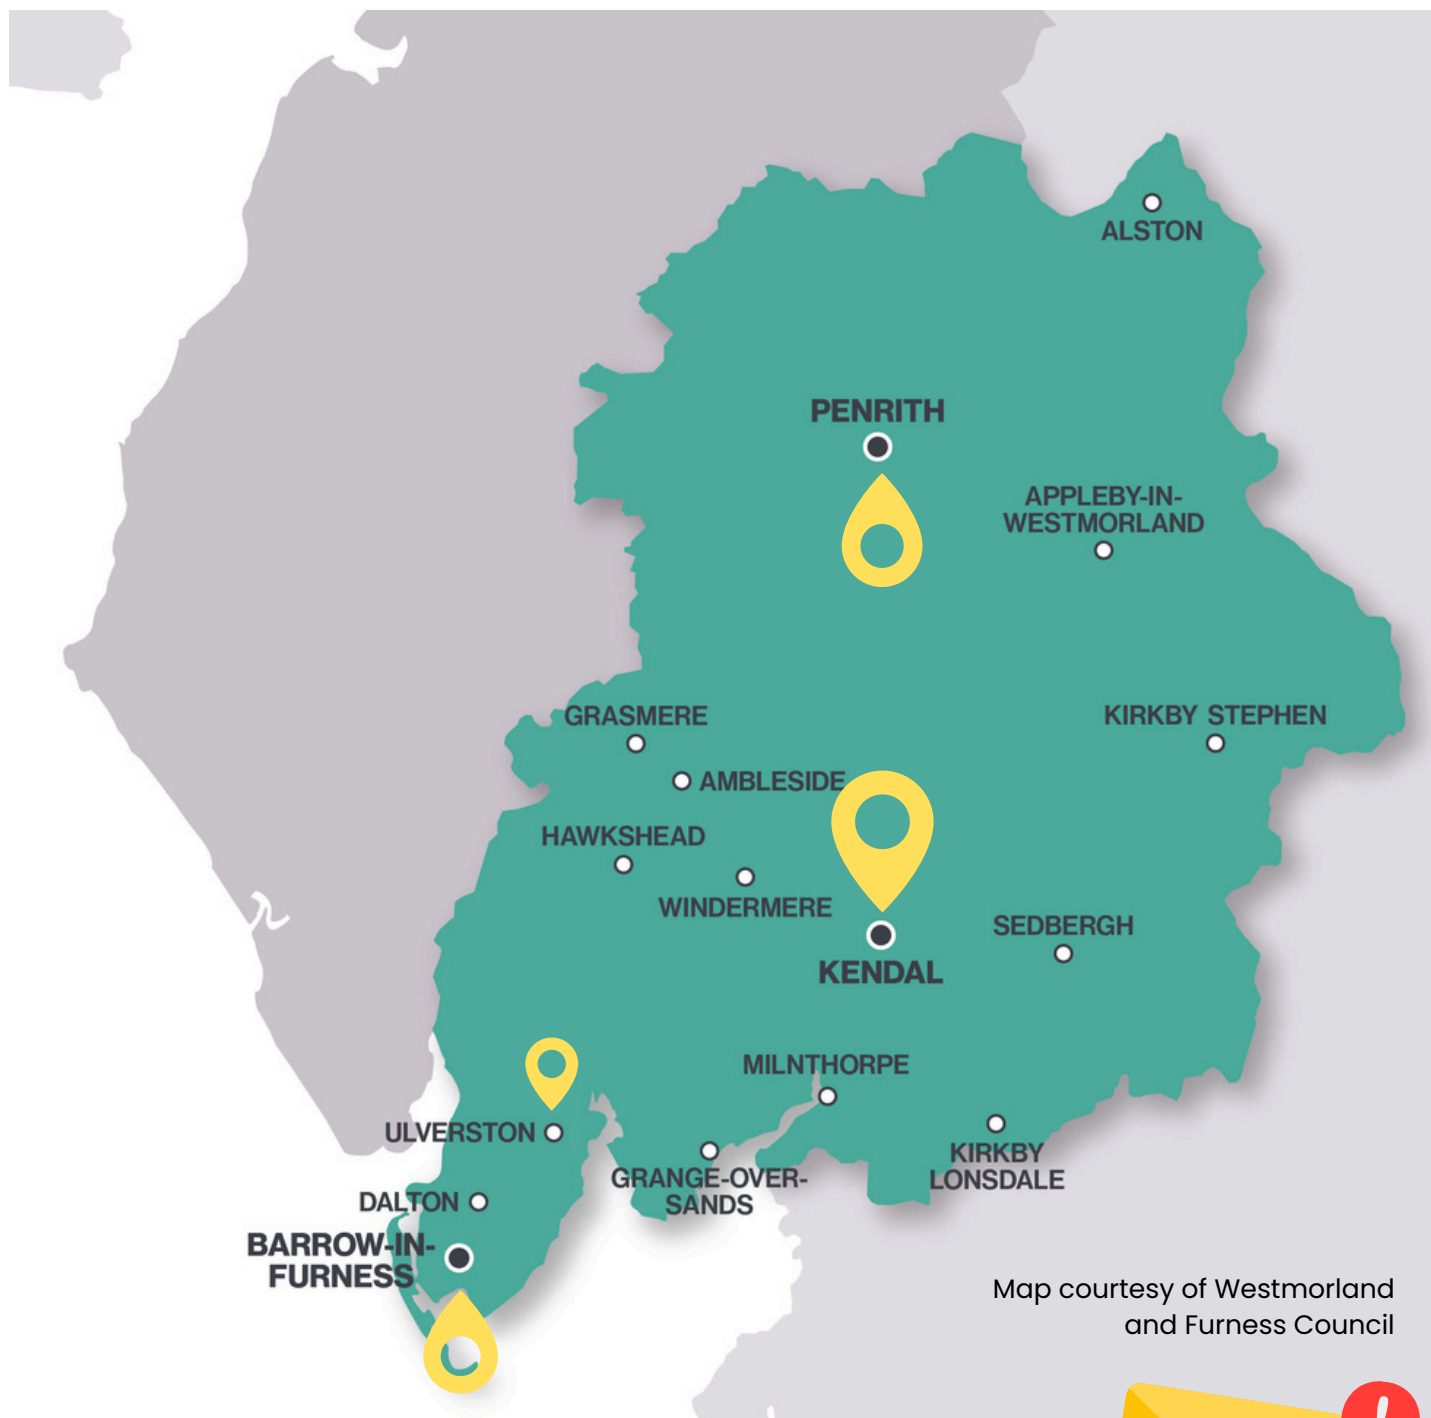 ALSTON
PENRITH
APPLEBY-IN-
WESTMORLAND
GRASMERE
KIRKBY STEPHEN
AMBLESIDE
HAWKSHEAD
WINDERMERE
SEDBERGH
KENDAL
MILNTHORPE
ULVERSTON
KIRKBY
LONSDALE
GRANGE-OVER-
SANDS
DALTON
BARROW-IN-
FURNESS
Map courtesy of Westmorland
and Furness Council